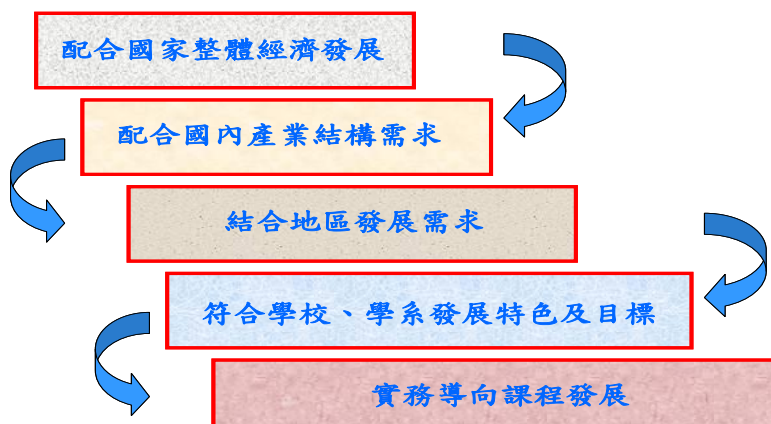 配合國家整體經濟發展
配合國內產業結構需求
結合地區發展需求
符合學校、學系發展特色及目標
實務導向課程發展